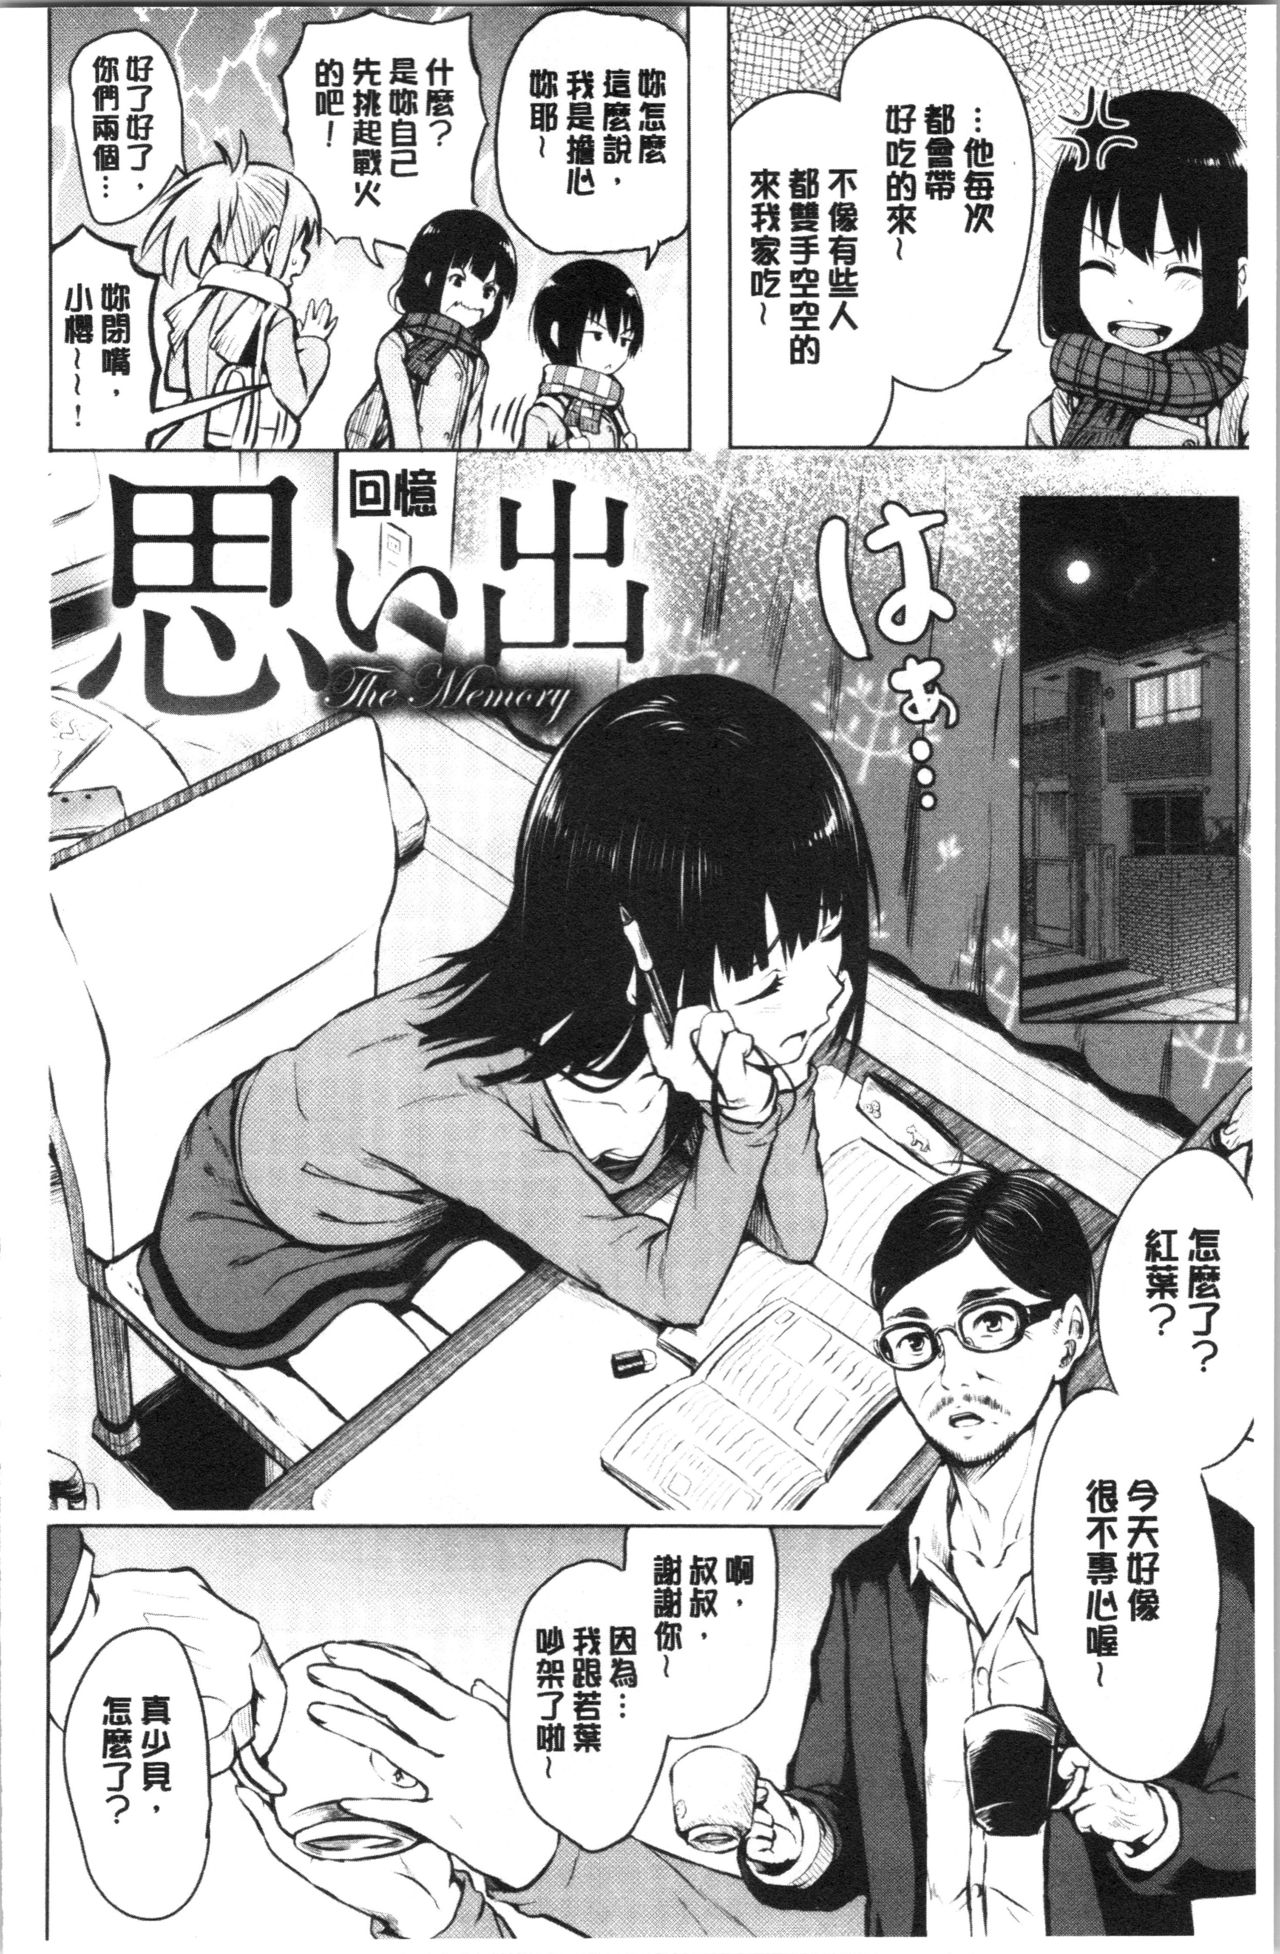 …他每次
都會帶
好吃的來～
不像有些人
都雙手空空的
來我家吃～
妳怎麼
這麼說，
我是擔心
妳耶～
什麼？
是妳自己
先挑起戰火
的吧！
好了好了，
你們兩個…
妳閉嘴，
小櫻～～！
回憶
思い出
The Memory
はぁ…
怎麼了？
紅葉？
今天好像
很不專心喔～
啊，
叔叔，
謝謝你～
因為…
我跟若葉
吵架了啦～
真少見，
怎麼了？